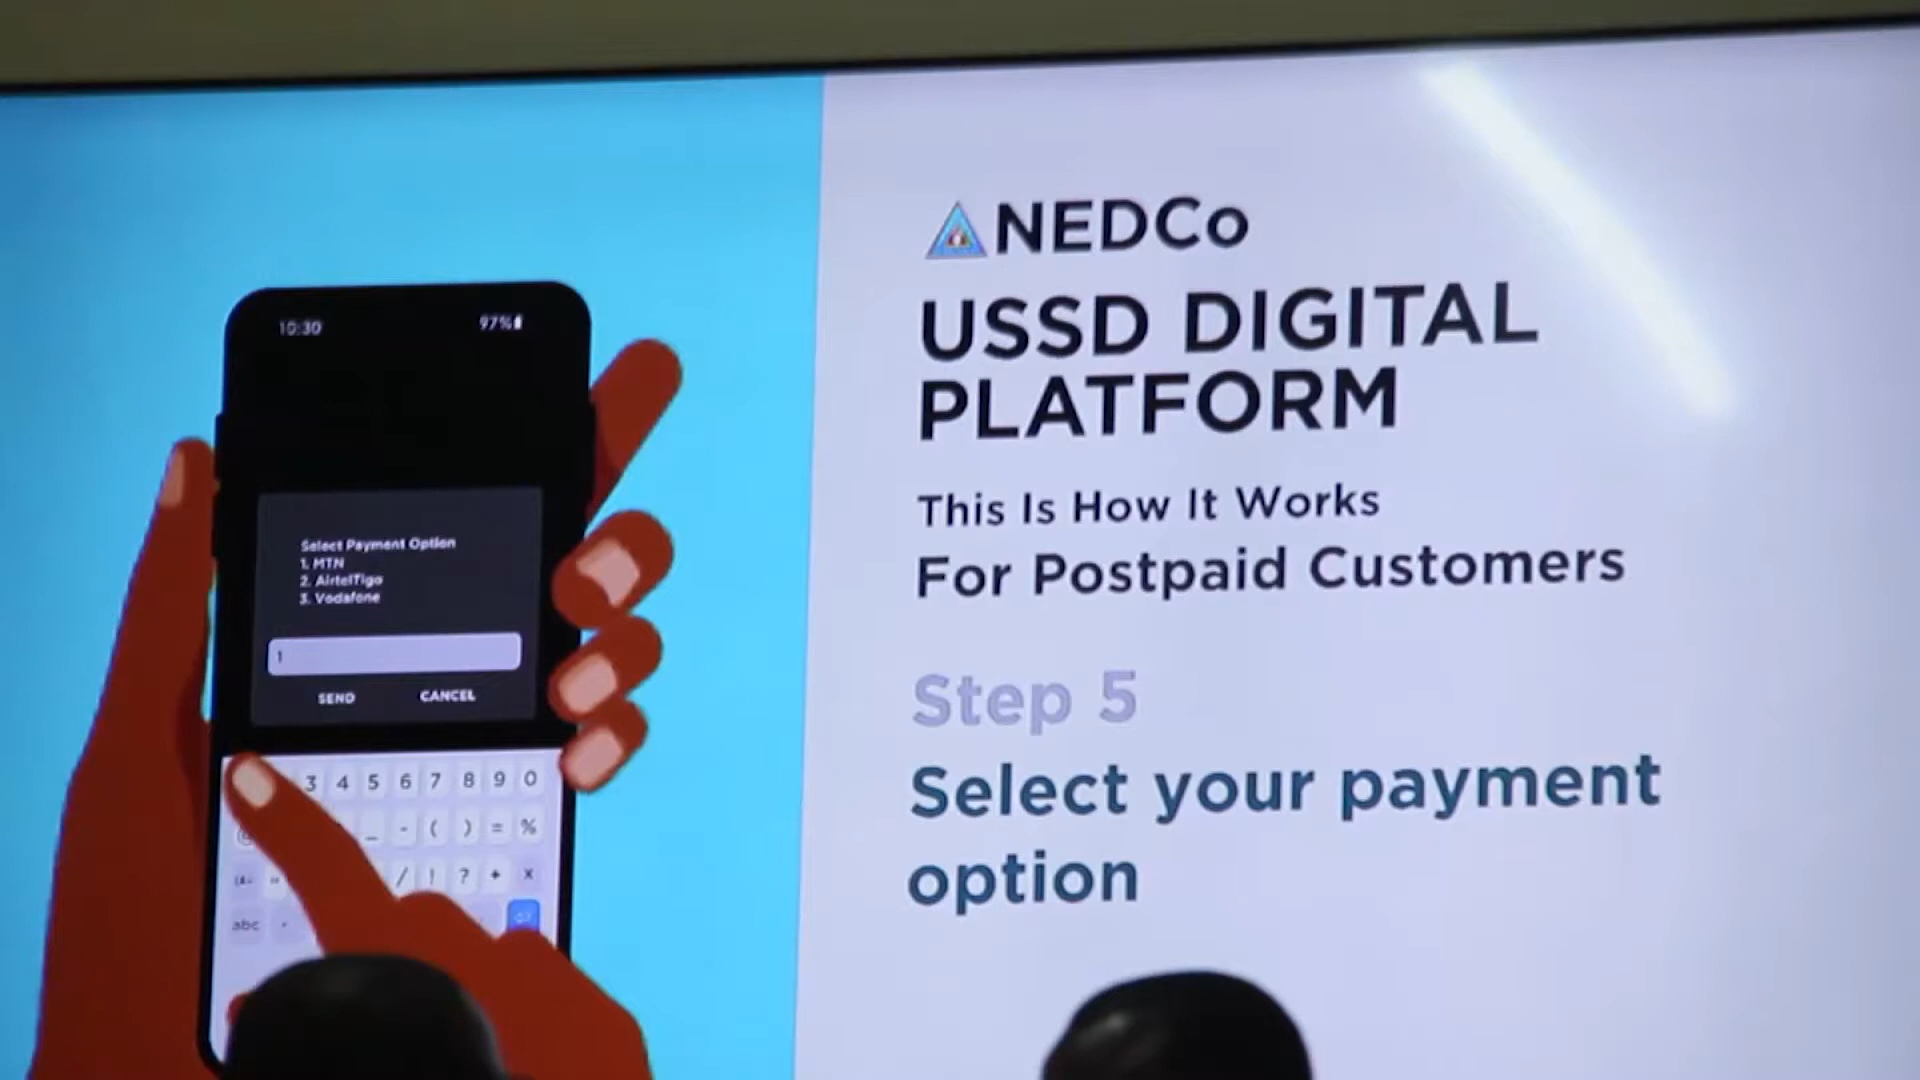 10:30 97%
Select Payment Option
1. MTN
2. AirtelTigo
3. Vodafone
1
SEND CANCEL
3 4 5 6 7 8 9 0
_ - ( ) = %
/ ! ? + x
abc
NEDCo
USSD DIGITAL
PLATFORM
This Is How It Works
For Postpaid Customers
Step 5
Select your payment
option